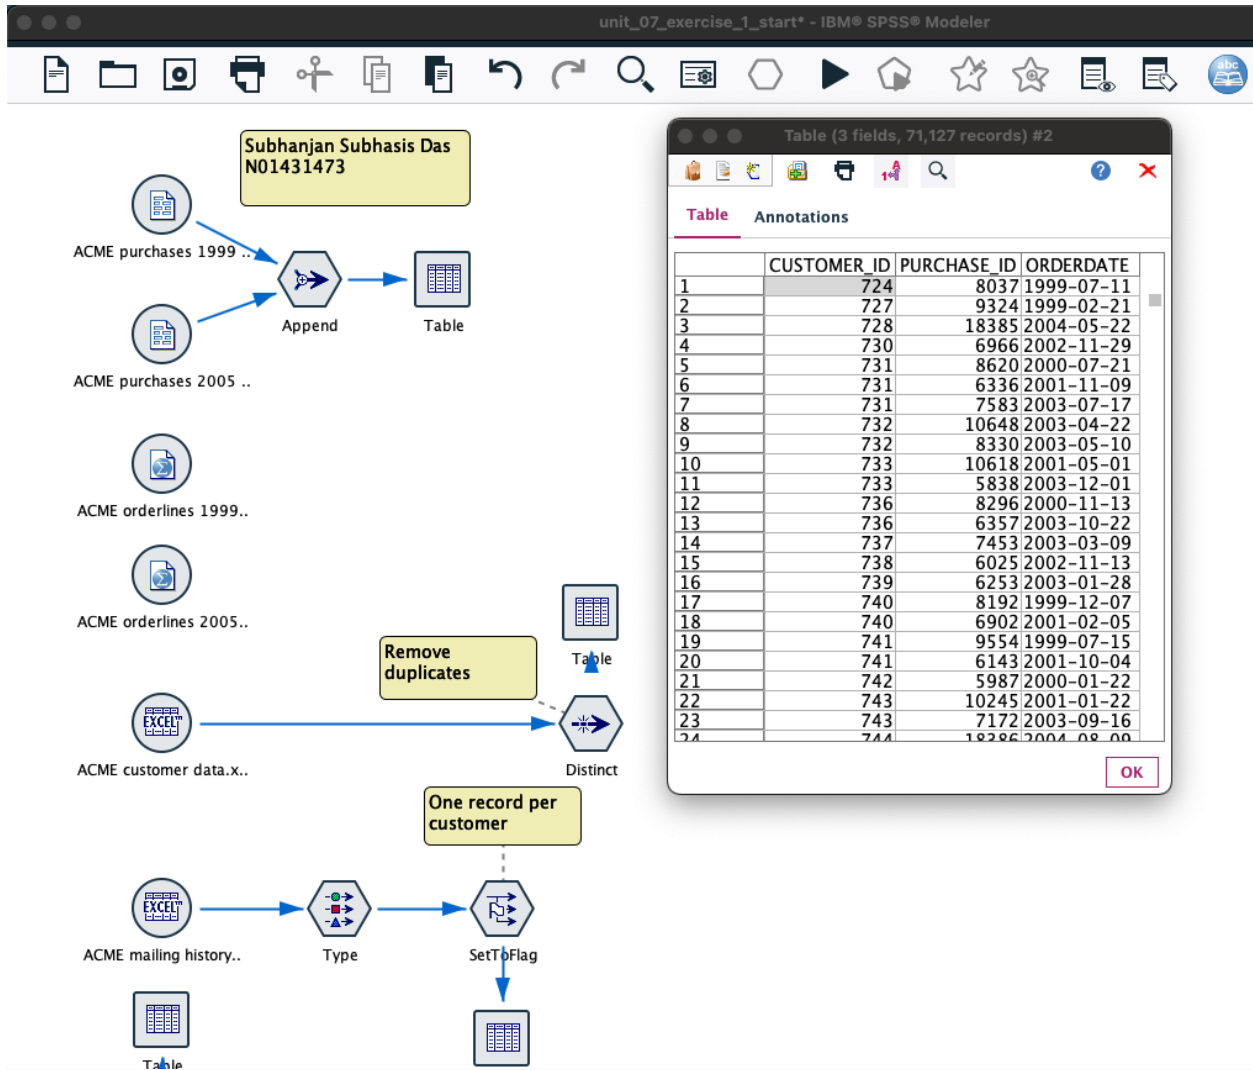 unit_07_exercise_1_start* - IBM® SPSS® Modeler
abc
Subhanjan Subhasis Das
N01431473
ACME purchases 1999 ..
Append
Table
ACME purchases 2005 ..
ACME orderlines 1999..
ACME orderlines 2005..
Table
Remove
duplicates
EXCEL™
ACME customer data.x..
Distinct
One record per
customer
EXCEL™
ACME mailing history..
Type
SetToFlag
Table
Table (3 fields, 71,127 records) #2
Table Annotations
CUSTOMER_ID PURCHASE_ID ORDERDATE
1 724 8037 1999-07-11
2 727 9324 1999-02-21
3 728 18385 2004-05-22
4 730 6966 2002-11-29
5 731 8620 2000-07-21
6 731 6336 2001-11-09
7 731 7583 2003-07-17
8 732 10648 2003-04-22
9 732 8330 2003-05-10
10 733 10618 2001-05-01
11 733 5838 2003-12-01
12 736 8296 2000-11-13
13 736 6357 2003-10-22
14 737 7453 2003-03-09
15 738 6025 2002-11-13
16 739 6253 2003-01-28
17 740 8192 1999-12-07
18 740 6902 2001-02-05
19 741 9554 1999-07-15
20 741 6143 2001-10-04
21 742 5987 2000-01-22
22 743 10245 2001-01-22
23 743 7172 2003-09-16
24 744 18386 2004-08-09
OK